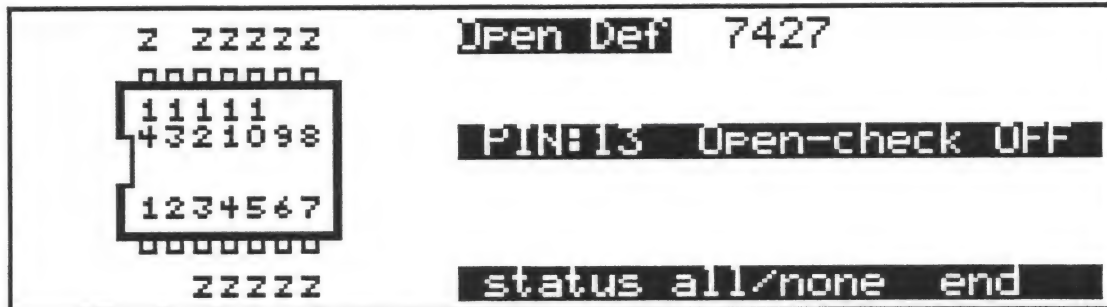 Z ZZZZZ
Open Def 7427
11111
4321098
PIN:13 Open-check OFF
1234567
ZZZZZ
status all/none end